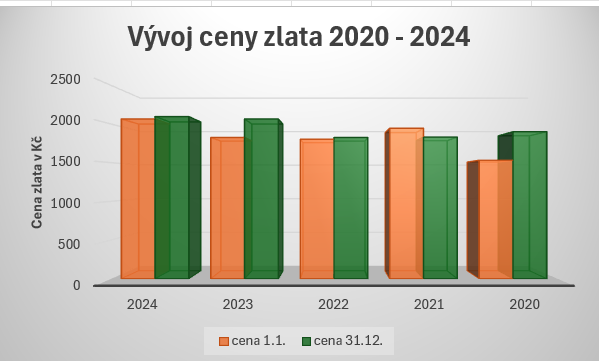 Vývoj ceny zlata 2020 - 2024
Cena zlata v Kč
2500
2000
1500
1000
500
0
2024 2023 2022 2021 2020
cena 1.1. cena 31.12.